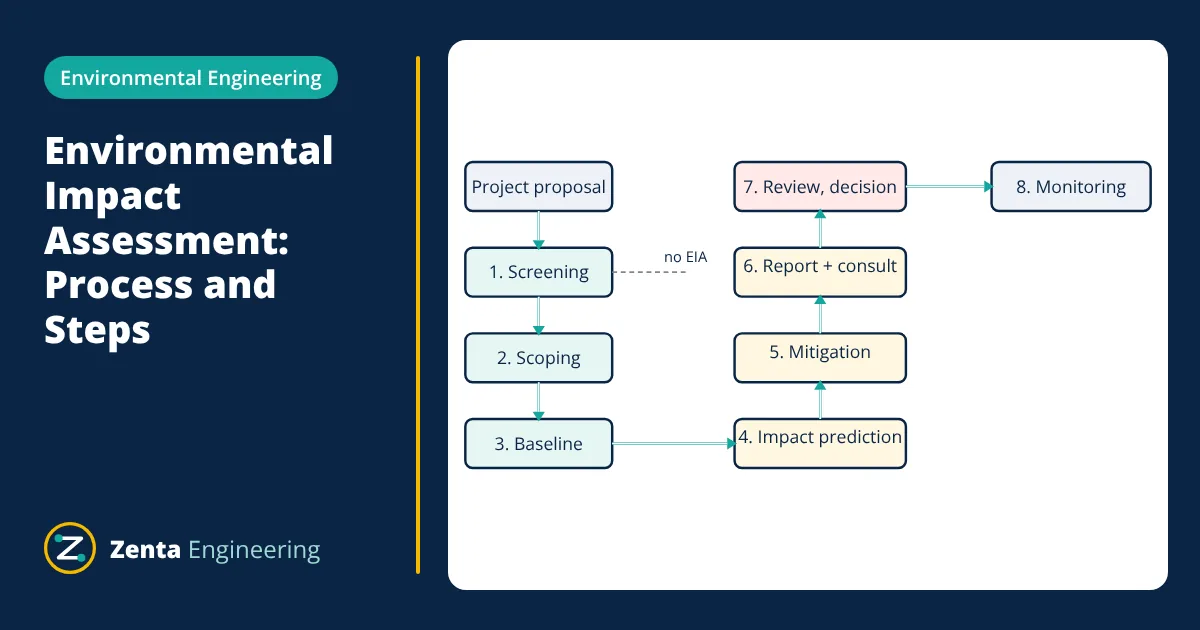 Environmental Engineering
Environmental
Impact
Assessment:
Process and
Steps
Zenta Engineering
Project proposal
1. Screening
no EIA
2. Scoping
3. Baseline
4. Impact prediction
5. Mitigation
6. Report + consult
7. Review, decision
8. Monitoring